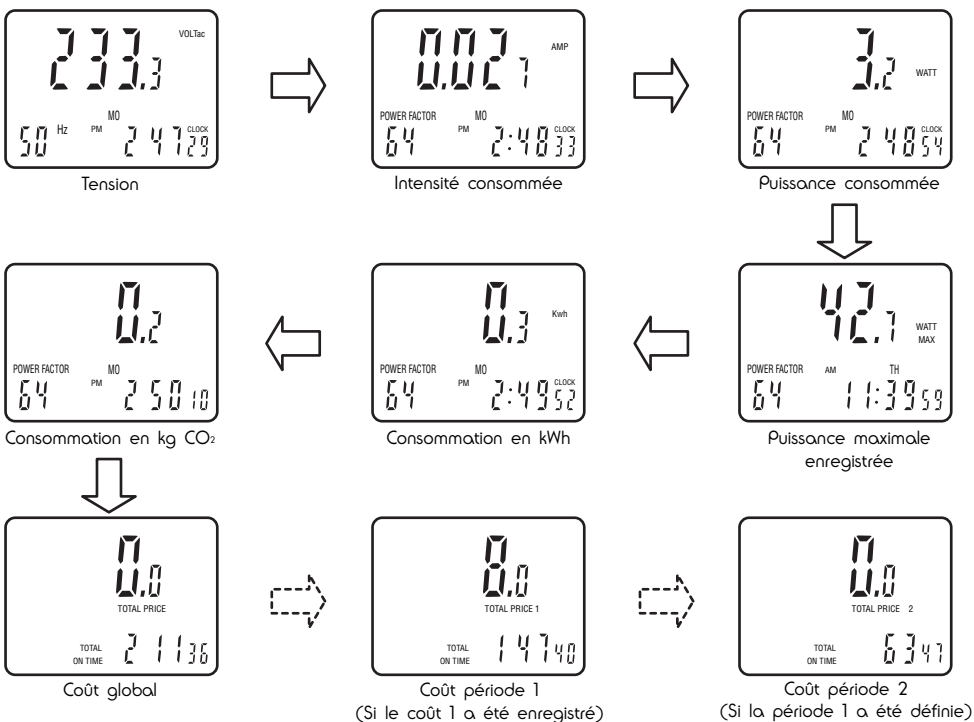 VOLTac
233.3
MO
50 Hz PM 2 47 29 CLOCK
Tension
AMP
0.027
POWER FACTOR MO
64 PM 2:48 33 CLOCK
Intensité consommée
3.2 WATT
POWER FACTOR MO
64 PM 2 48 54 CLOCK
Puissance consommée
42.7 WATT
MAX
POWER FACTOR AM TH
64 11:39 59
Puissance maximale
enregistrée
0.3 Kwh
POWER FACTOR MO
64 PM 2:49 52 CLOCK
Consommation en kWh
0.2
POWER FACTOR MO
64 PM 2 50 10
Consommation en kg CO2
0.0
TOTAL PRICE
TOTAL
ON TIME 2 11 36
Coût global
8.0
TOTAL PRICE 1
TOTAL
ON TIME 1 47 40
Coût période 1
(Si le coût 1 a été enregistré)
0.0
TOTAL PRICE 2
TOTAL
ON TIME 63 47
Coût période 2
(Si la période 1 a été définie)